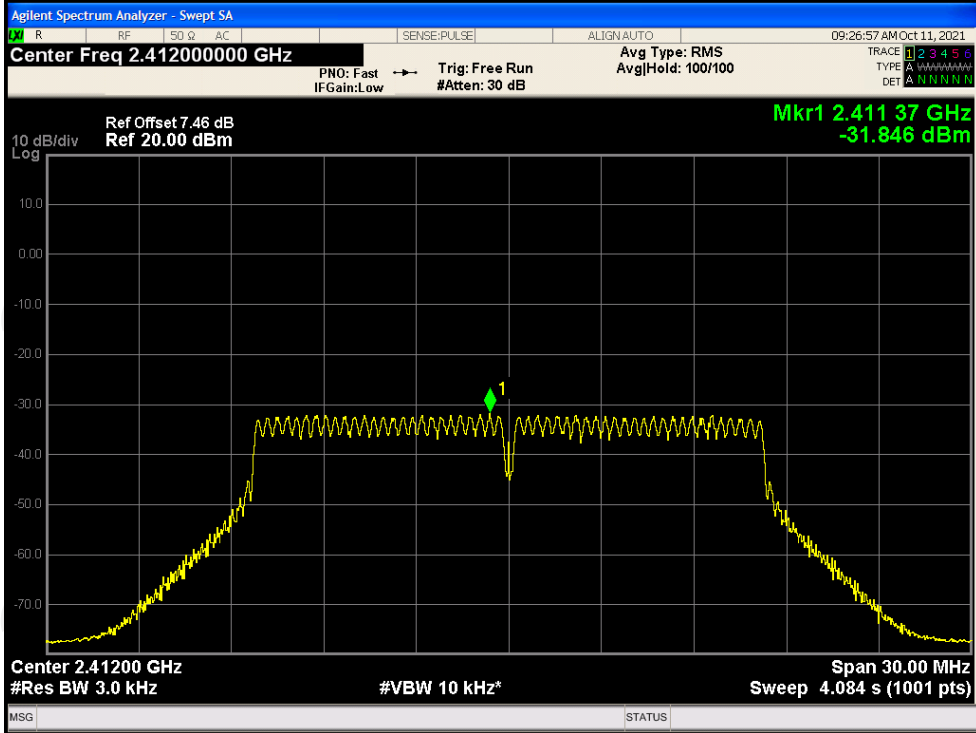 Agilent Spectrum Analyzer - Swept SA
LXI R RF 50 Ω AC SENSE:PULSE ALIGN AUTO 09:26:57 AM Oct 11, 2021
Center Freq 2.412000000 GHz
PNO: Fast
IFGain:Low
Trig: Free Run
#Atten: 30 dB
Avg Type: RMS
Avg|Hold: 100/100
TRACE 1 2 3 4 5 6
TYPE A WWWWW
DET A N N N N N
Mkr1 2.411 37 GHz
-31.846 dBm
10 dB/div
Log
Ref Offset 7.46 dB
Ref 20.00 dBm
10.0
0.00
-10.0
-20.0
-30.0
-40.0
-50.0
-60.0
-70.0
1
Center 2.41200 GHz Span 30.00 MHz
#Res BW 3.0 kHz #VBW 10 kHz* Sweep 4.084 s (1001 pts)
MSG STATUS